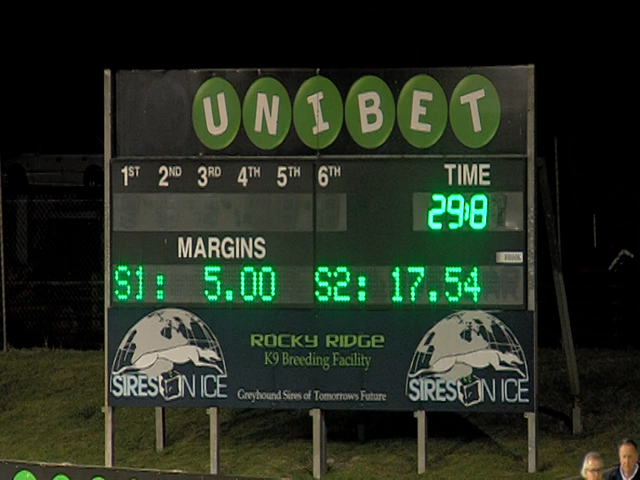 UNIBET
1ST 2ND 3RD 4TH 5TH 6TH TIME
29:8
MARGINS
S1: 5.00 S2: 17.54
ROCKY RIDGE
K9 Breeding Facility
SIRES ON ICE
SIRES ON ICE
Greyhound Sires of Tomorrows Future